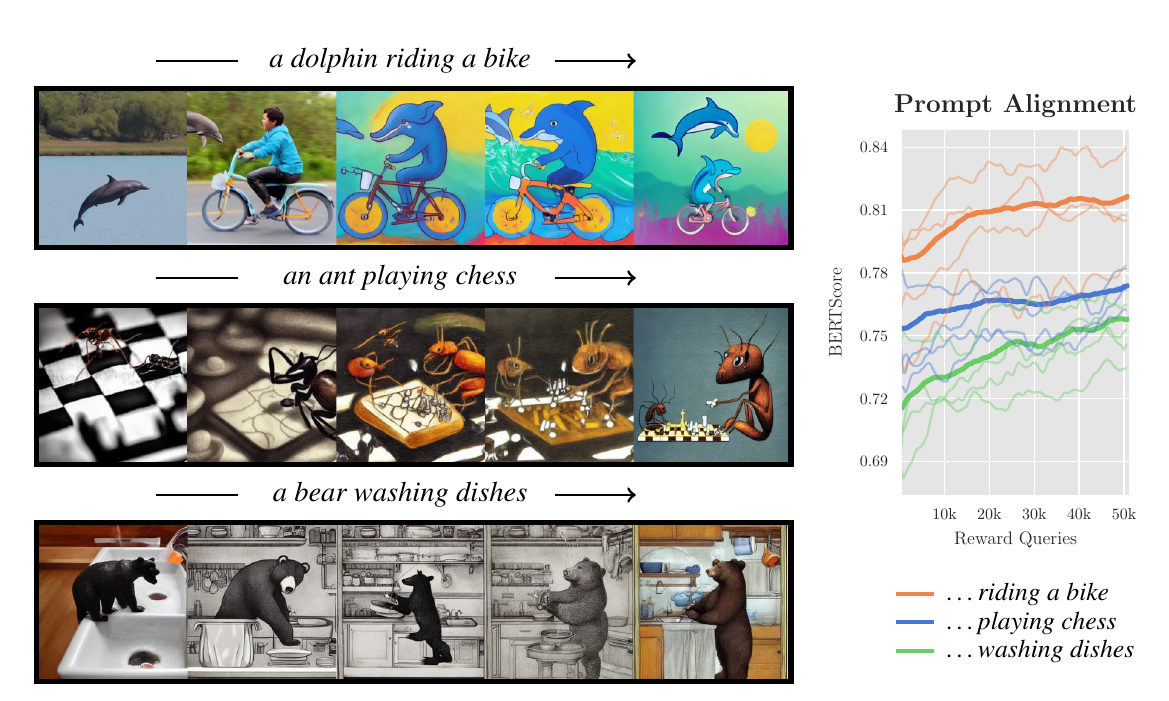 a dolphin riding a bike
an ant playing chess
a bear washing dishes
Prompt Alignment
BERTScore
0.84
0.81
0.78
0.75
0.72
0.69
10k 20k 30k 40k 50k
Reward Queries
...riding a bike
...playing chess
...washing dishes